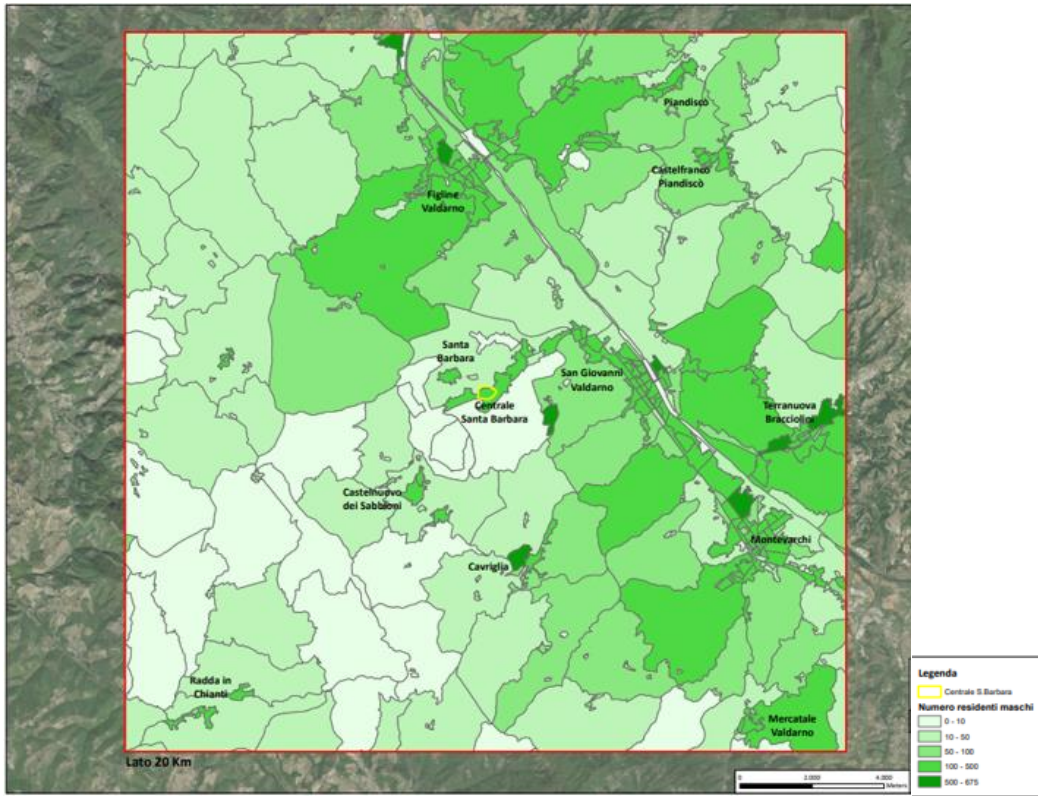 Piandiscò
Castelfranco
Piandiscò
Figline
Valdarno
Santa
Barbara
San Giovanni
Valdarno
Centrale
Santa Barbara
Terranuova
Bracciolini
Castelnuovo
dei Sabbioni
Montevarchi
Cavriglia
Radda in
Chianti
Mercatale
Valdarno
Lato 20 Km
0 2.000 4.000
Meters
Legenda
Centrale S.Barbara
Numero residenti maschi
0 - 10
10 - 50
50 - 100
100 - 500
500 - 675